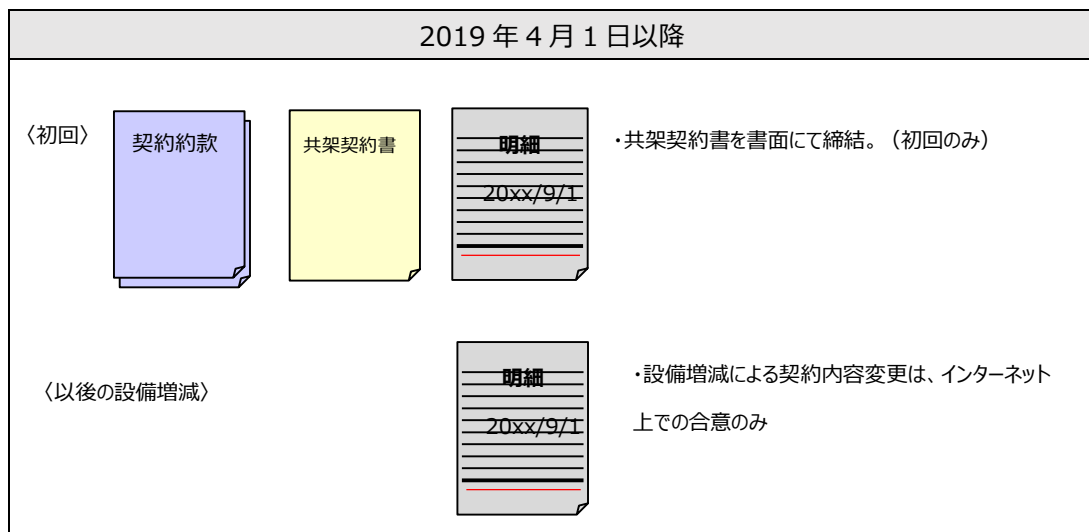 2019 年 4 月 1 日以降
〈初回〉
契約約款
共架契約書
明細
20xx/9/1
・共架契約書を書面にて締結。（初回のみ）
〈以後の設備増減〉
明細
20xx/9/1
・設備増減による契約内容変更は、インターネット
上での合意のみ